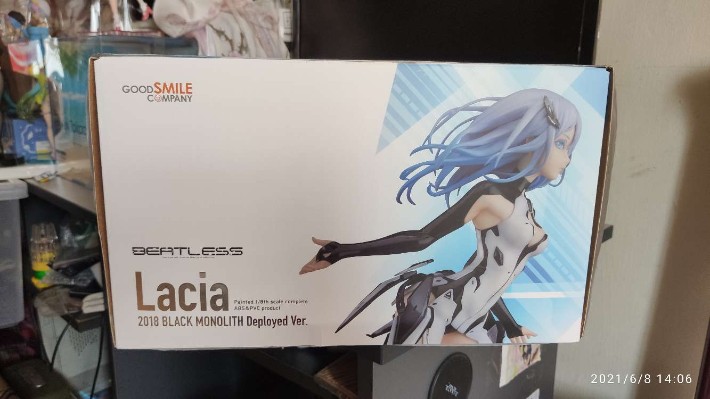 GOOD SMILE
COMPANY
BEATLESS
Lacia
Painted 1/8th scale complete
ABS&PVC product
2018 BLACK MONOLITH Deployed Ver.
2021/6/8 14:06